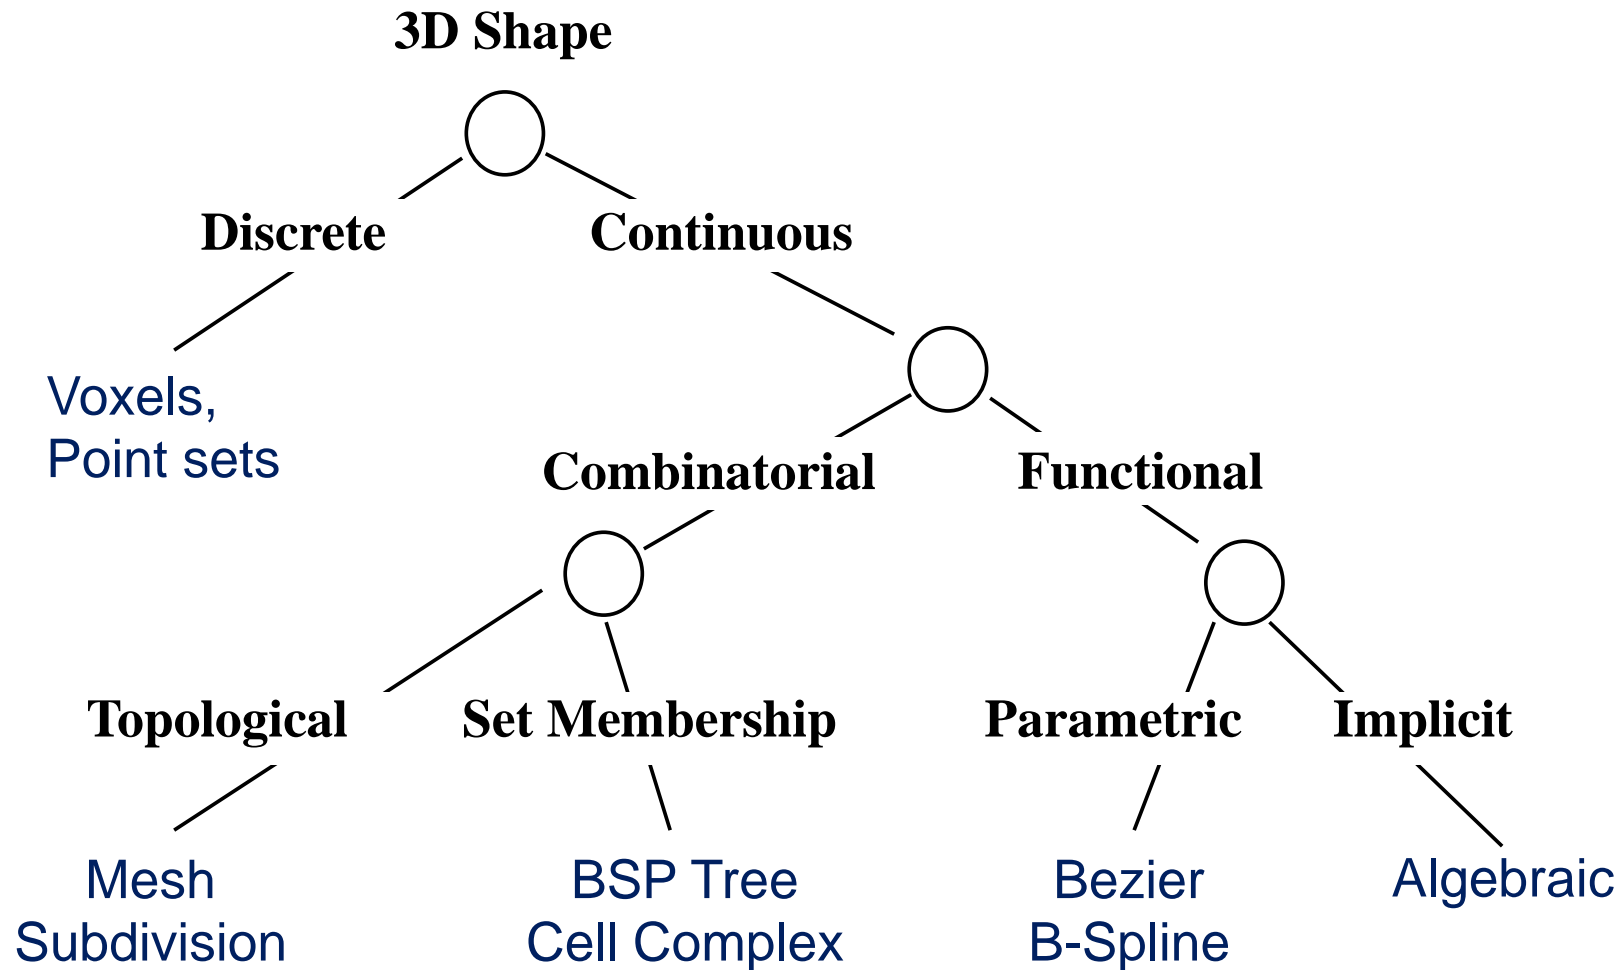 3D Shape
Discrete
Continuous
Voxels,
Point sets
Combinatorial
Functional
Topological
Set Membership
Parametric
Implicit
Mesh
Subdivision
BSP Tree
Cell Complex
Bezier
B-Spline
Algebraic